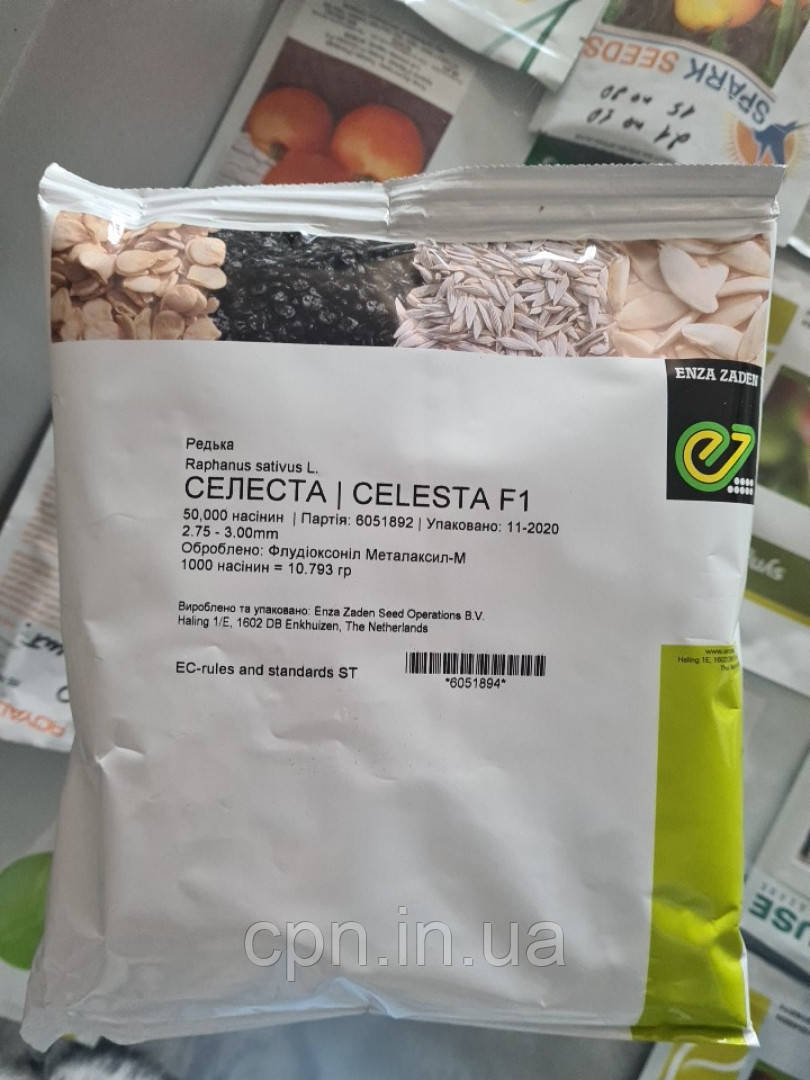 SPARK SEEDS
ENZA ZADEN
Редька
Raphanus sativus L.
СЕЛЕСТА | CELESTA F1
50,000 насінин | Партія: 6051892 | Упаковано: 11-2020
2.75 - 3.00mm
Оброблено: Флудіоксоніл Металаксил-М
1000 насінин = 10.793 гр
Вироблено та упаковано: Enza Zaden Seed Operations B.V.
Haling 1/E, 1602 DB Enkhuizen, The Netherlands
EC-rules and standards ST
*6051894*
cpn.in.ua